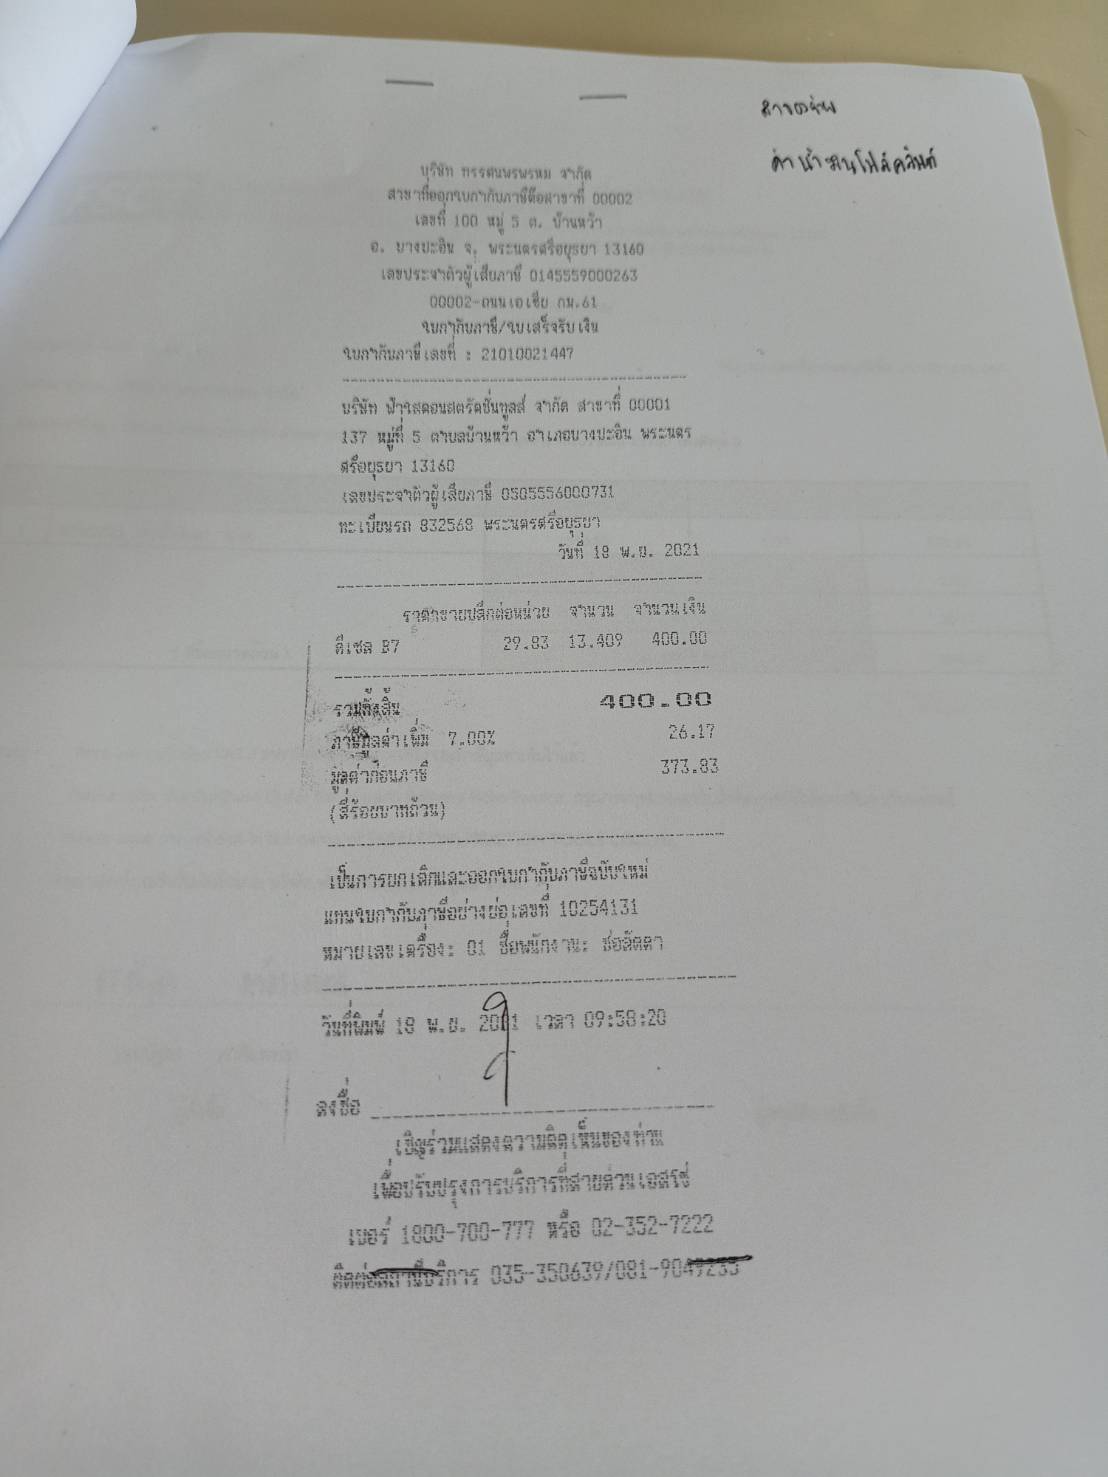 ค่าน้ำมันโฟล์คลิฟท์
บริษัท ทรรศนพรพรหม จำกัด
สาขาที่ออกใบกำกับภาษีคือสาขาที่ 00002
เลขที่ 100 หมู่ 5 ต. บ้านหว้า
อ. บางปะอิน จ. พระนครศรีอยุธยา 13160
เลขประจำตัวผู้เสียภาษี 0145559000263
00002-ถนนเอเซีย กม.61
ใบกำกับภาษี/ใบเสร็จรับเงิน
ใบกำกับภาษีเลขที่ : 21010021447
บริษัท ฟ้าใสคอนสตรัคชั่นทูลส์ จำกัด สาขาที่ 00001
137 หมู่ที่ 5 ตำบลบ้านหว้า อำเภอบางปะอิน พระนคร
ศรีอยุธยา 13160
เลขประจำตัวผู้เสียภาษี 0505556000731
ทะเบียนรถ 832568 พระนครศรีอยุธยา
วันที่ 18 พ.ย. 2021
ราคาขายปลีกต่อหน่วย จำนวน จำนวนเงิน
ดีเซล B7 29.83 13.409 400.00
รวมทั้งสิ้น 400.00
ภาษีมูลค่าเพิ่ม 7.00% 26.17
มูลค่าก่อนภาษี 373.83
(สี่ร้อยบาทถ้วน)
เป็นการยกเลิกและออกใบกำกับภาษีฉบับใหม่
แทนใบกำกับภาษีอย่างย่อเลขที่ 10254131
หมายเลขเครื่อง: 01 ชื่อพนักงาน: ช่อลัดดา
วันที่พิมพ์ 18 พ.ย. 2021 เวลา 09:58:20
ลงชื่อ
เชิญร่วมแสดงความคิดเห็นของท่าน
เพื่อปรับปรุงการบริการที่สายด่วนเอสโซ่
เบอร์ 1800-700-777 หรือ 02-352-7222
ติดต่อสถานีบริการ 035-350639/081-9049235